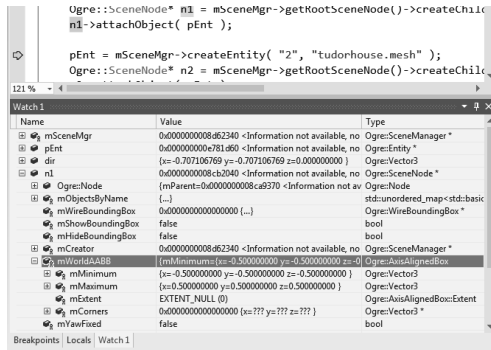 Ogre::SceneNode* n1 = mSceneMgr->getRootSceneNode()->createChil
n1->attachObject( pEnt );
pEnt = mSceneMgr->createEntity( "2", "tudorhouse.mesh" );
Ogre::SceneNode* n2 = mSceneMgr->getRootSceneNode()->createChil
121 %
Watch 1
Name Value Type
mSceneMgr 0x0000000008d62340 <Information not available, no Ogre::SceneManager *
pEnt 0x0000000000e781d60 <Information not available, no Ogre::Entity *
dir {x=-0.707106769 y=-0.707106769 z=0.000000000 } Ogre::Vector3
n1 0x0000000008cb2040 <Information not available, no Ogre::SceneNode *
Ogre::Node {mParent=0x0000000008ca9370 <Information not av Ogre::Node
mObjectsByName {...} std::unordered_map<std::basic
mWireBoundingBox 0x0000000000000000 {...} Ogre::WireBoundingBox *
mShowBoundingBox false bool
mHideBoundingBox false bool
mCreator 0x0000000008d62340 <Information not available, no Ogre::SceneManager *
mWorldAABB {mMinimum={x=-0.500000000 y=-0.500000000 z=-0 Ogre::AxisAlignedBox
mMinimum {x=-0.500000000 y=-0.500000000 z=-0.500000000 } Ogre::Vector3
mMaximum {x=0.500000000 y=0.500000000 z=0.500000000 } Ogre::Vector3
mExtent EXTENT_NULL (0) Ogre::AxisAlignedBox::Extent
mCorners 0x0000000000000000 {x=??? y=??? z=??? } Ogre::Vector3 *
mYawFixed false bool
Breakpoints Locals Watch 1